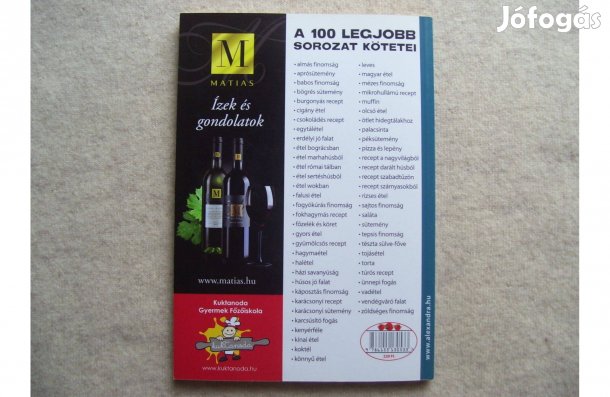 Jófogás
M
MATIAS
Ízek és
gondolatok
M
M
www.matias.hu
Kuktanoda
Gyermek Főzőiskola
kuktanoda
www.kuktanoda.hu
A 100 LEGJOBB
SOROZAT KÖTETEI
• almás finomság
• aprósütemény
• babos finomság
• bögrés sütemény
• burgonyás recept
• cigány étel
• csokoládés recept
• egytálétel
• erdélyi jó falat
• étel bográcsban
• étel marhahúsból
• étel római tálban
• étel sertéshúsból
• étel wokban
• falusi étel
• fogyókúrás finomság
• fokhagymás recept
• főzelék és köret
• gyors étel
• gyümölcsös recept
• hagymaétel
• halétel
• házi savanyúság
• húsos jó falat
• káposztás finomság
• karácsonyi recept
• karácsonyi sütemény
• karcsúsító fogás
• kenyérféle
• kínai étel
• koktél
• könnyű étel
• leves
• magyar étel
• mézes finomság
• mikrohullámú recept
• muffin
• olcsó étel
• ötlet hidegtálakhoz
• palacsinta
• péksütemény
• pizza és lepény
• recept a nagyvilágból
• recept darált húsból
• recept szabadtűzön
• recept szárnyasokból
• rizses étel
• sajtos finomság
• saláta
• sütemény
• tepsis finomság
• tészta sülve-főve
• tojásétel
• torta
• túrós recept
• ünnepi fogás
• vadétel
• vendégváró falat
• zöldséges finomság
www.alexandra.hu